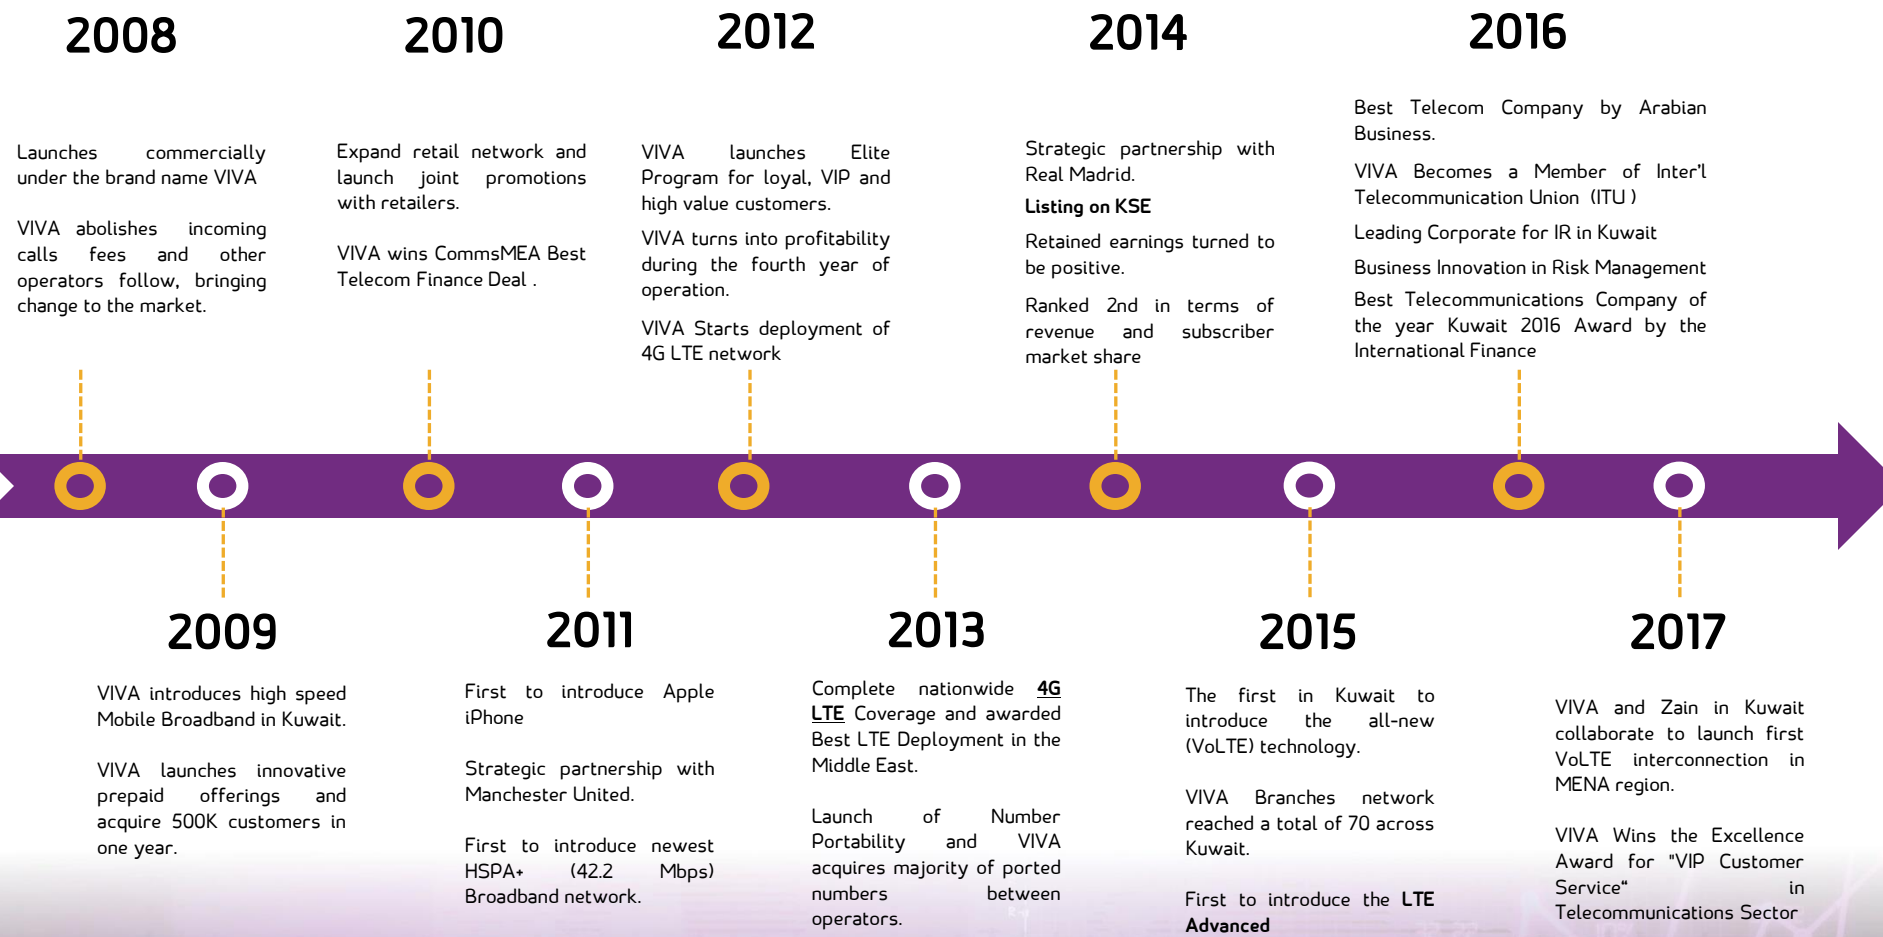 2008
Launches commercially
under the brand name VIVA
VIVA abolishes incoming
calls fees and other
operators follow, bringing
change to the market.
2010
Expand retail network and
launch joint promotions
with retailers.
VIVA wins CommsMEA Best
Telecom Finance Deal .
2012
VIVA launches Elite
Program for loyal, VIP and
high value customers.
VIVA turns into profitability
during the fourth year of
operation.
VIVA Starts deployment of
4G LTE network
2014
Strategic partnership with
Real Madrid.
Listing on KSE
Retained earnings turned to
be positive.
Ranked 2nd in terms of
revenue and subscriber
market share
2016
Best Telecom Company by Arabian
Business.
VIVA Becomes a Member of Inter'l
Telecommunication Union (ITU )
Leading Corporate for IR in Kuwait
Business Innovation in Risk Management
Best Telecommunications Company of
the year Kuwait 2016 Award by the
International Finance
2009
VIVA introduces high speed
Mobile Broadband in Kuwait.
VIVA launches innovative
prepaid offerings and
acquire 500K customers in
one year.
2011
First to introduce Apple
iPhone
Strategic partnership with
Manchester United.
First to introduce newest
HSPA+ (42.2 Mbps)
Broadband network.
2013
Complete nationwide 4G
LTE Coverage and awarded
Best LTE Deployment in the
Middle East.
Launch of Number
Portability and VIVA
acquires majority of ported
numbers between
operators.
2015
The first in Kuwait to
introduce the all-new
(VoLTE) technology.
VIVA Branches network
reached a total of 70 across
Kuwait.
First to introduce the LTE
Advanced
2017
VIVA and Zain in Kuwait
collaborate to launch first
VoLTE interconnection in
MENA region.
VIVA Wins the Excellence
Award for "VIP Customer
Service“ in
Telecommunications Sector